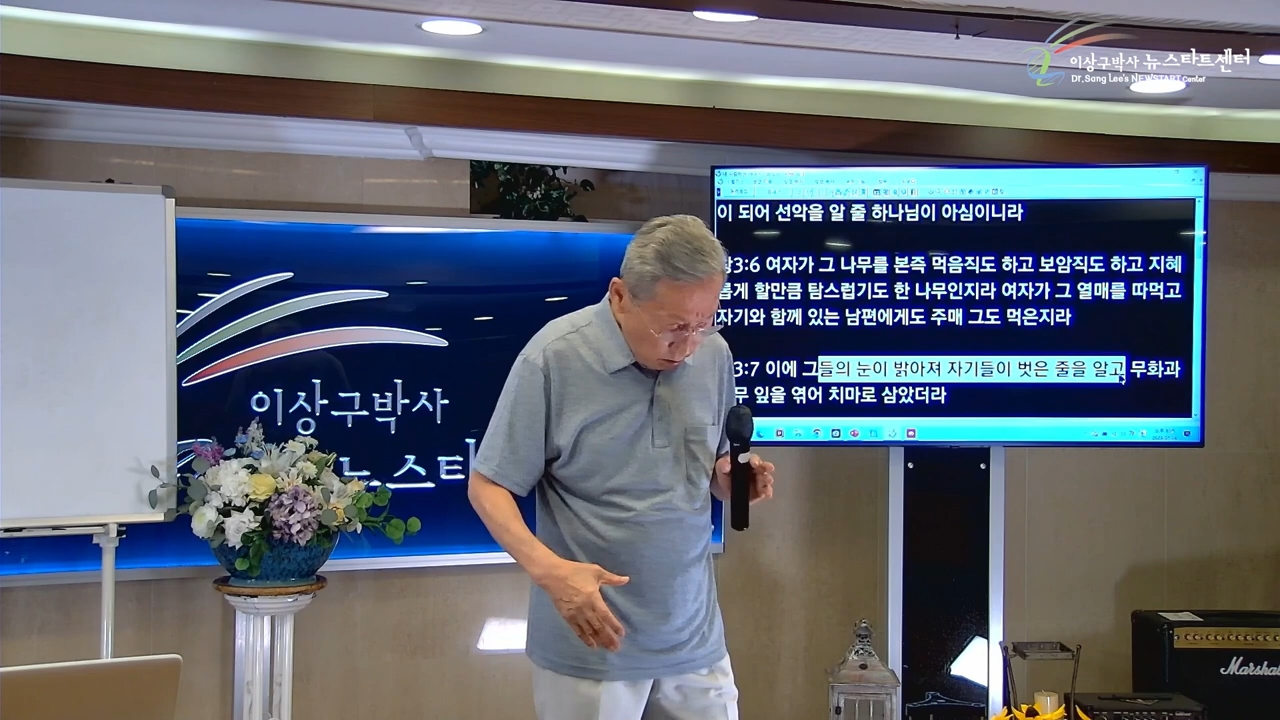 이상구박사 뉴스타트센터
Dr. Sang Lee's NEWSTART Center
이 되어 선악을 알 줄 하나님이 아심이니라
3:6 여자가 그 나무를 본즉 먹음직도 하고 보암직도 하고 지혜
롭게 할만큼 탐스럽기도 한 나무인지라 여자가 그 열매를 따먹고
자기와 함께 있는 남편에게도 주매 그도 먹은지라
3:7 이에 그들의 눈이 밝아져 자기들이 벗은 줄을 알고 무화과
무 잎을 엮어 치마로 삼았더라
이상구박사
뉴스타
Marshal